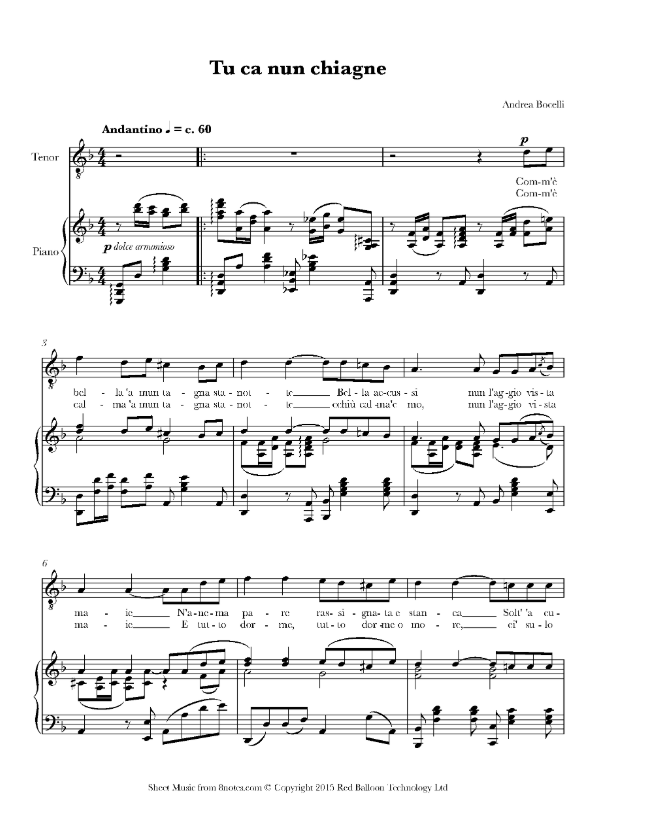 Tu ca nun chiagne
Andrea Bocelli
Andantino ♩ = c. 60
Tenor
p
Com-m'è
Com-m'è
Piano
p dolce armonioso
3
bel - la 'a mun ta - gna sta - not - te Bel - la ac-cus - si nun l'ag-gio vis - ta
cal - ma 'a mun ta - gna sta - not - te cchiù cal-ma'e mo, nun l'ag-gio vi - sta
6
ma - ie N'a-ne-ma pa - re ras - si - gna-ta e stan - ca Solt' 'a cu-
ma - ie E tut-to dor - me, tut-to dor-me o mo - re, ci' su-lo
Sheet Music from 8notes.com © Copyright 2015 Red Balloon Technology Ltd